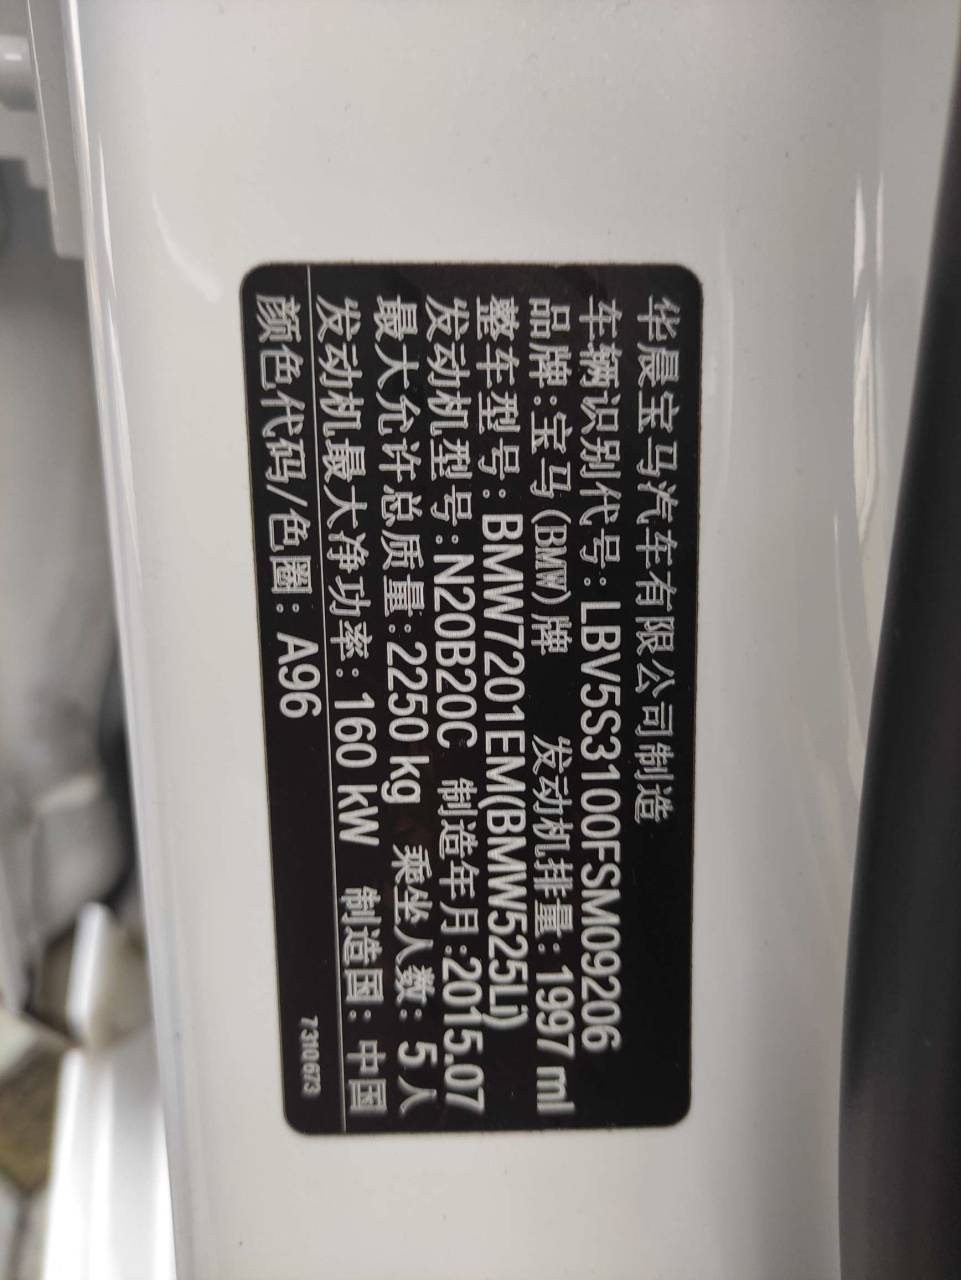 华晨宝马汽车有限公司制造
车辆识别代号:LBV5S3100FSM09206
品牌:宝马(BMW)牌 发动机排量: 1997 ml
整车型号:BMW7201EM(BMW525Li)
发动机型号:N20B20C 制造年月:2015.07
最大允许总质量:2250 kg 乘坐人数: 5 人
发动机最大净功率: 160 kW 制造国: 中国
颜色代码/色圈: A96
7310673